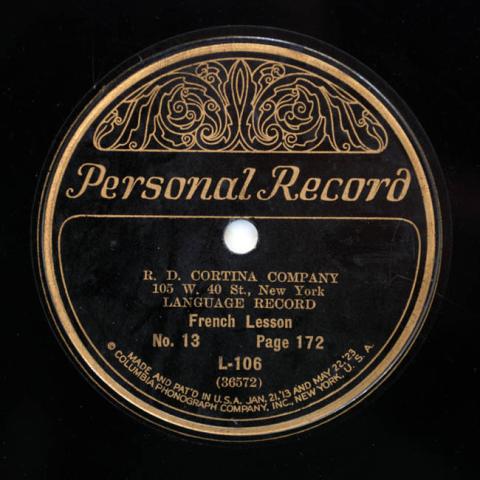 Personal Record
R. D. CORTINA COMPANY
105 W. 40 St., New York
LANGUAGE RECORD
French Lesson
No. 13 Page 172
L-106
(36572)
MADE AND PAT'D IN U.S.A. JAN. 21, '13 AND MAY 22, '23
© COLUMBIA PHONOGRAPH COMPANY, INC., NEW YORK, U.S.A.